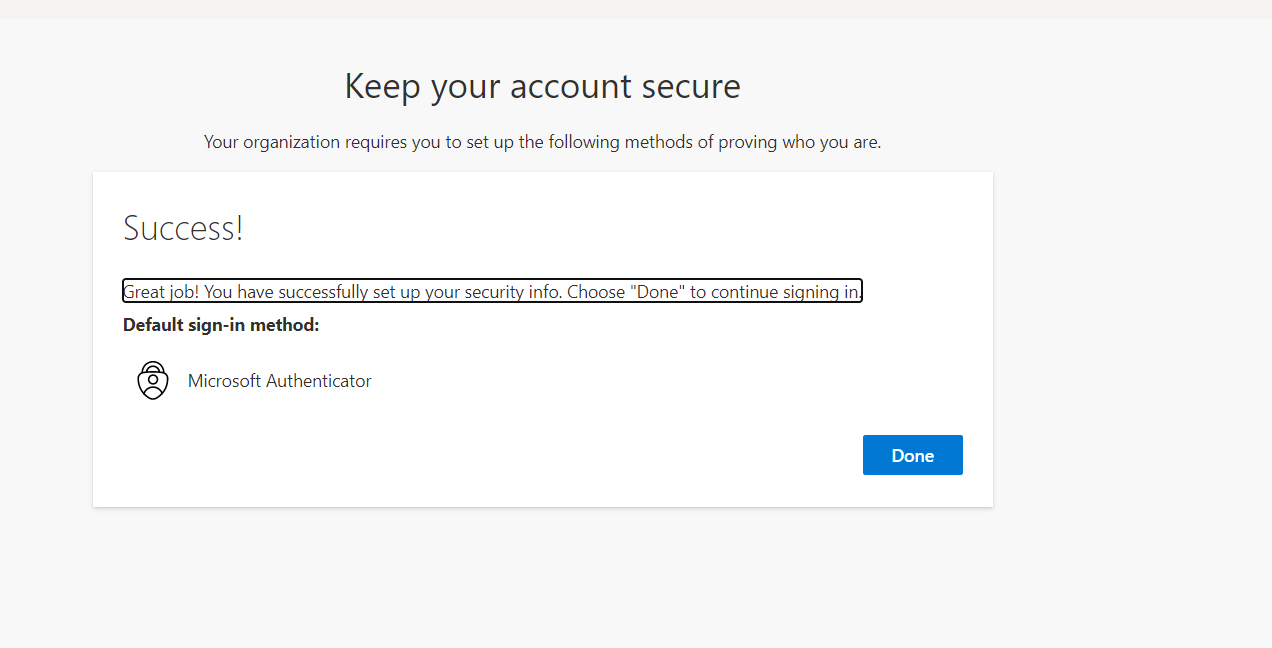 Keep your account secure
Your organization requires you to set up the following methods of proving who you are.
Success!
Great job! You have successfully set up your security info. Choose "Done" to continue signing in.
Default sign-in method:
Microsoft Authenticator
Done